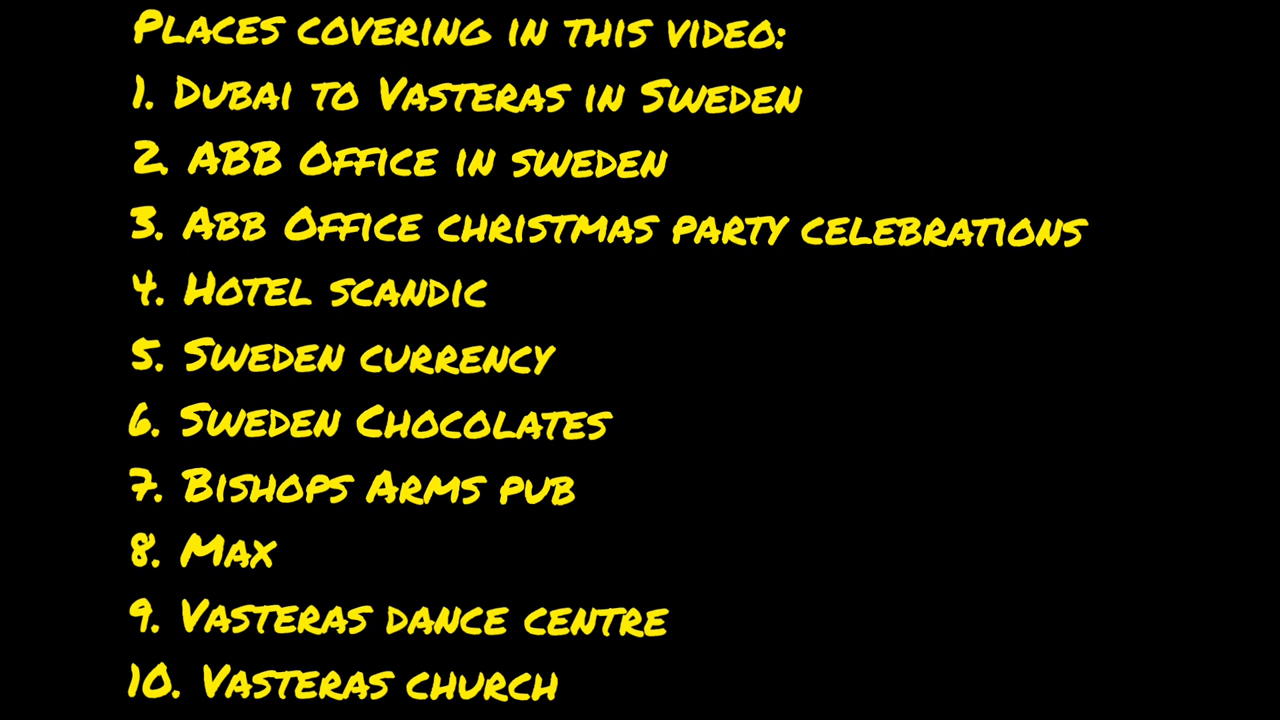 Places covering in this video:
1. Dubai to Vasteras in Sweden
2. ABB Office in sweden
3. Abb Office christmas party celebrations
4. Hotel scandic
5. Sweden currency
6. Sweden Chocolates
7. Bishops Arms pub
8. Max
9. Vasteras dance centre
10. Vasteras church